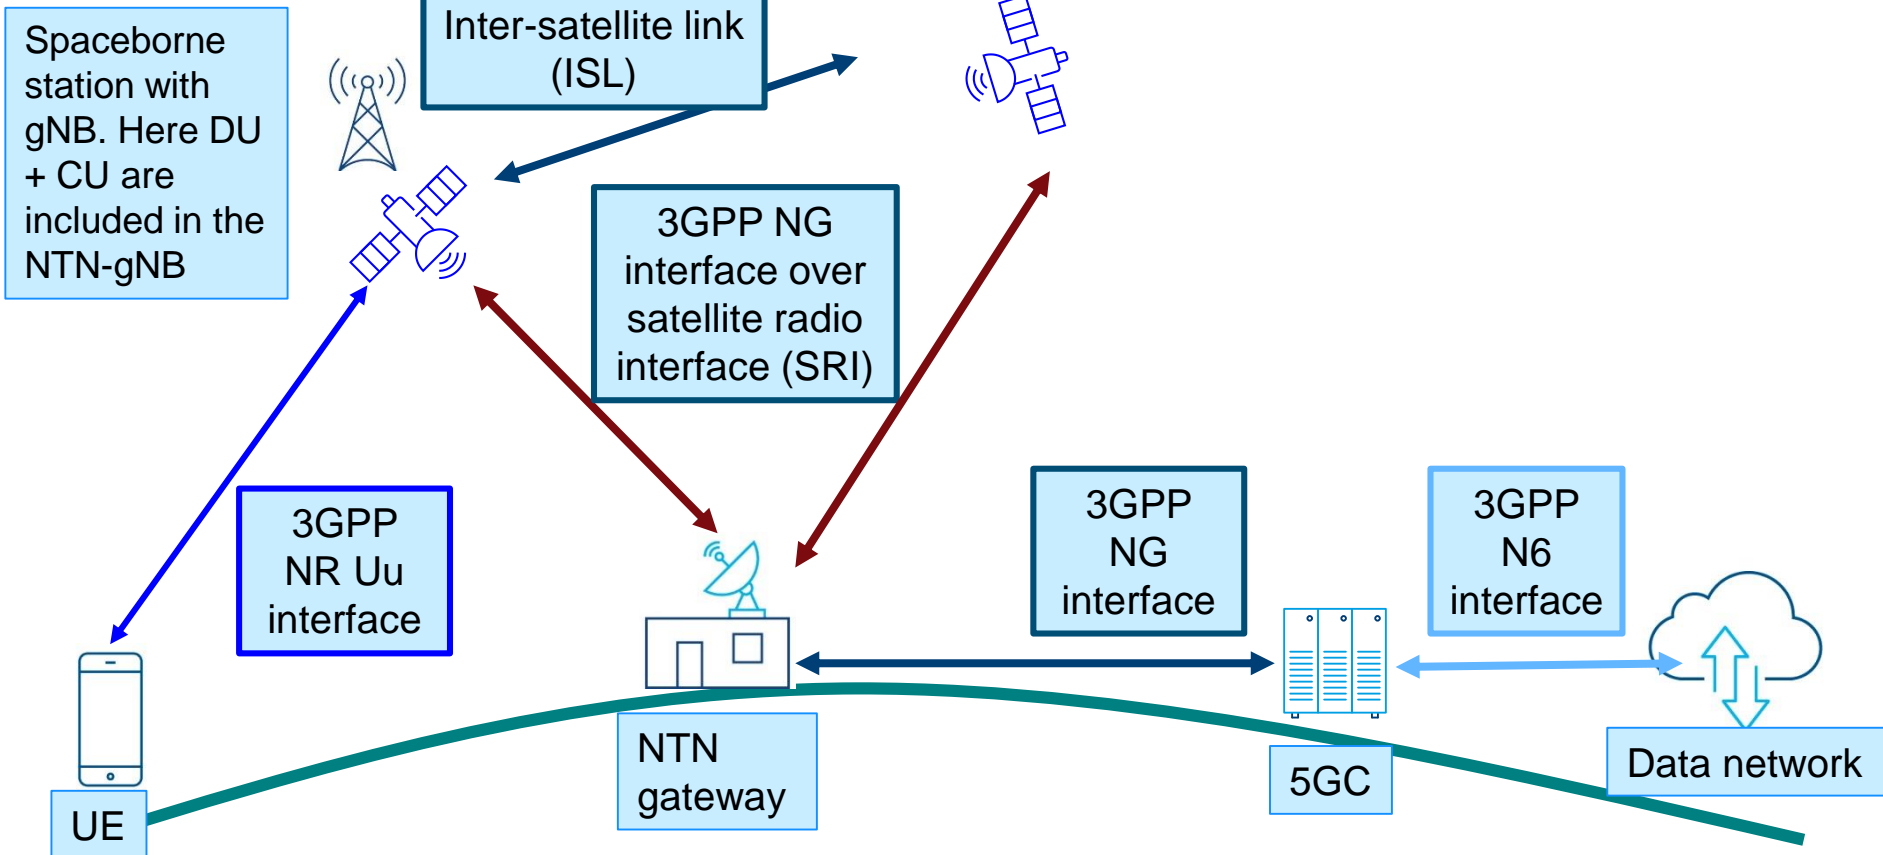 Spaceborne
station with
gNB. Here DU
+ CU are
included in the
NTN-gNB
Inter-satellite link
(ISL)
3GPP NG
interface over
satellite radio
interface (SRI)
3GPP
NR Uu
interface
3GPP
NG
interface
3GPP
N6
interface
UE
NTN
gateway
5GC
Data network